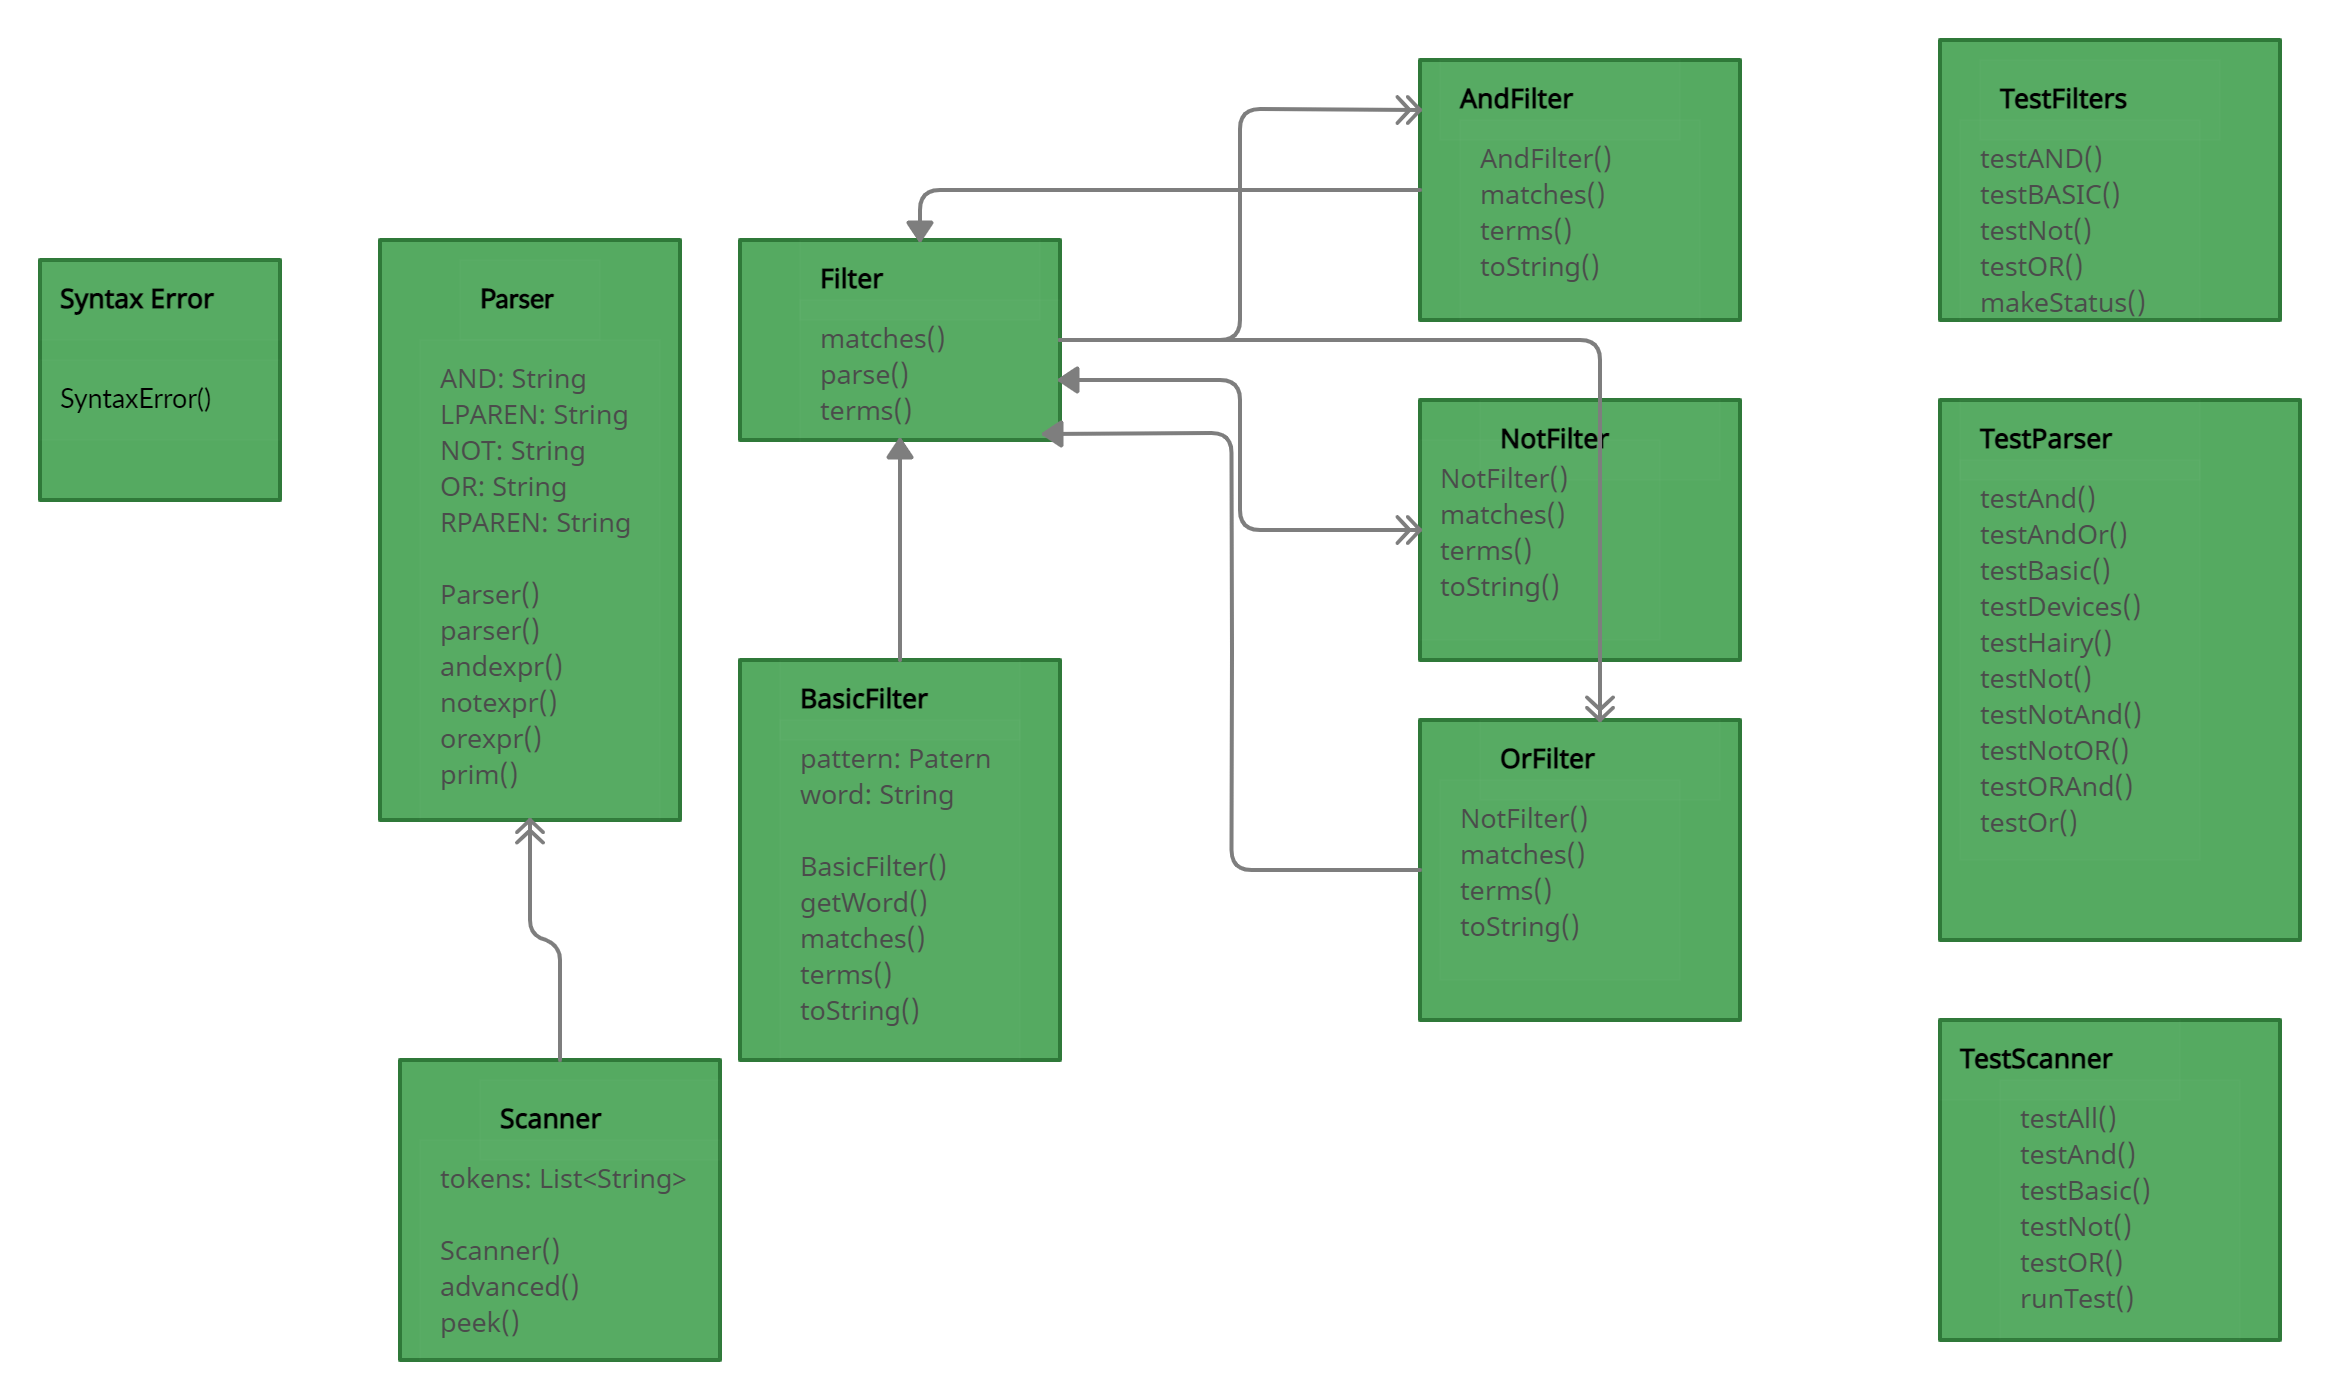 Syntax Error
SyntaxError()
Parser
AND: String
LPAREN: String
NOT: String
OR: String
RPAREN: String
Parser()
parser()
andexpr()
notexpr()
orexpr()
prim()
Scanner
tokens: List<String>
Scanner()
advanced()
peek()
Filter
matches()
parse()
terms()
BasicFilter
pattern: Patern
word: String
BasicFilter()
getWord()
matches()
terms()
toString()
AndFilter
AndFilter()
matches()
terms()
toString()
NotFilter
NotFilter()
matches()
terms()
toString()
OrFilter
NotFilter()
matches()
terms()
toString()
TestFilters
testAND()
testBASIC()
testNot()
testOR()
makeStatus()
TestParser
testAnd()
testAndOr()
testBasic()
testDevices()
testHairy()
testNot()
testNotAnd()
testNotOR()
testORAnd()
testOr()
TestScanner
testAll()
testAnd()
testBasic()
testNot()
testOR()
runTest()